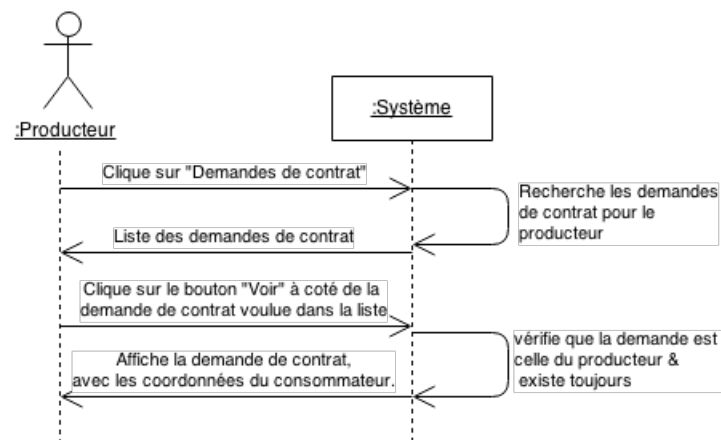 :Producteur
:Système
Clique sur "Demandes de contrat"
Recherche les demandes
de contrat pour le
producteur
Liste des demandes de contrat
Clique sur le bouton "Voir" à coté de la
demande de contrat voulue dans la liste
vérifie que la demande est
celle du producteur &
existe toujours
Affiche la demande de contrat,
avec les coordonnées du consommateur.